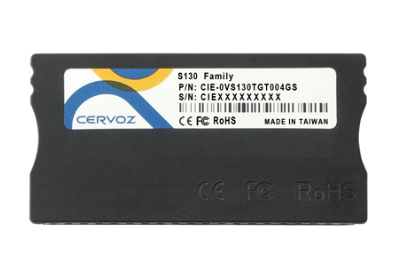 S130 Family
P/N: CIE-0VS130TGT004GS
S/N: CIEXXXXXXXXX
CE FC RoHS
MADE IN TAIWAN
CERVOZ
CE FC RoHS